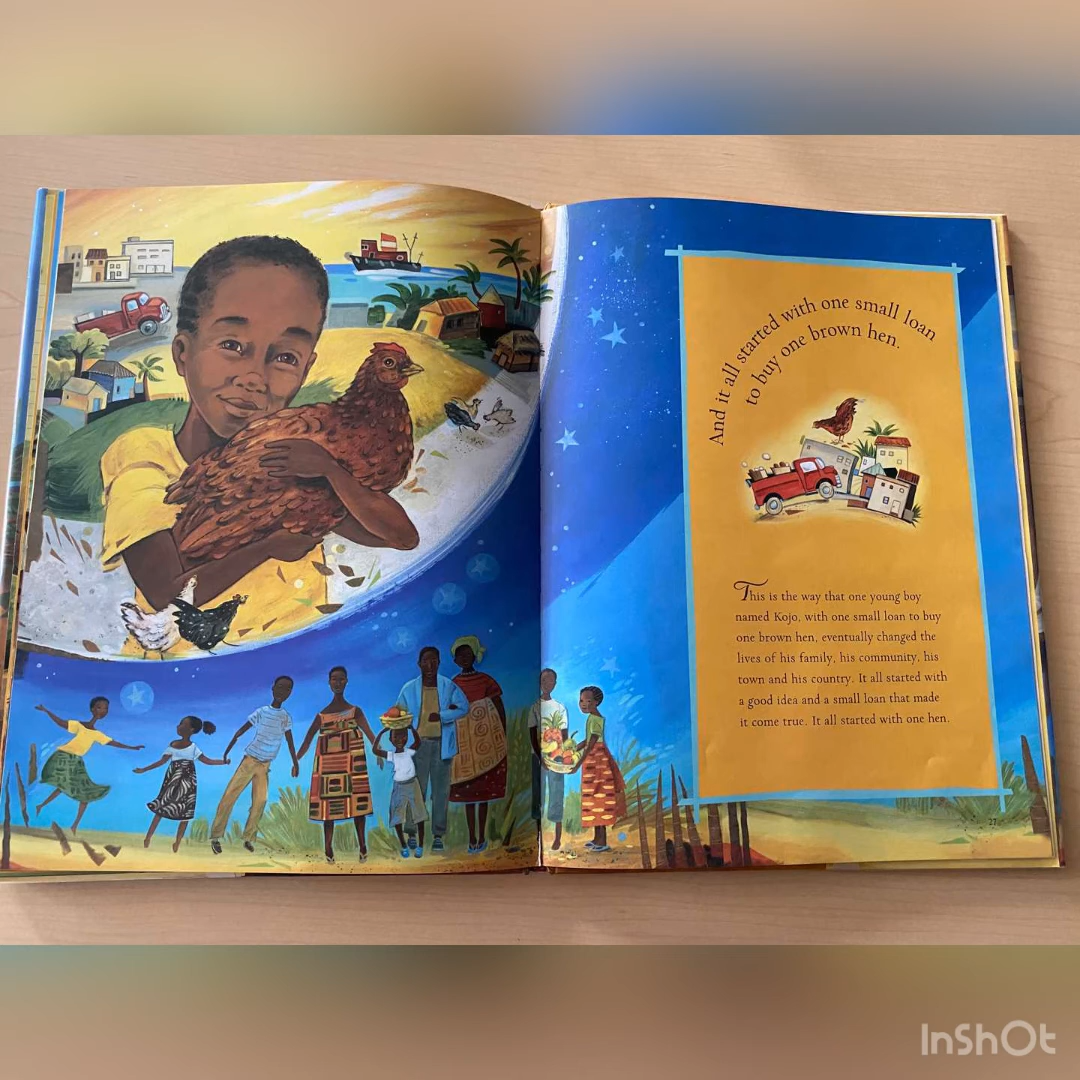 And it all started with one small loan
to buy one brown hen.
This is the way that one young boy
named Kojo, with one small loan to buy
one brown hen, eventually changed the
lives of his family, his community, his
town and his country. It all started with
a good idea and a small loan that made
it come true. It all started with one hen.
27
InShOt